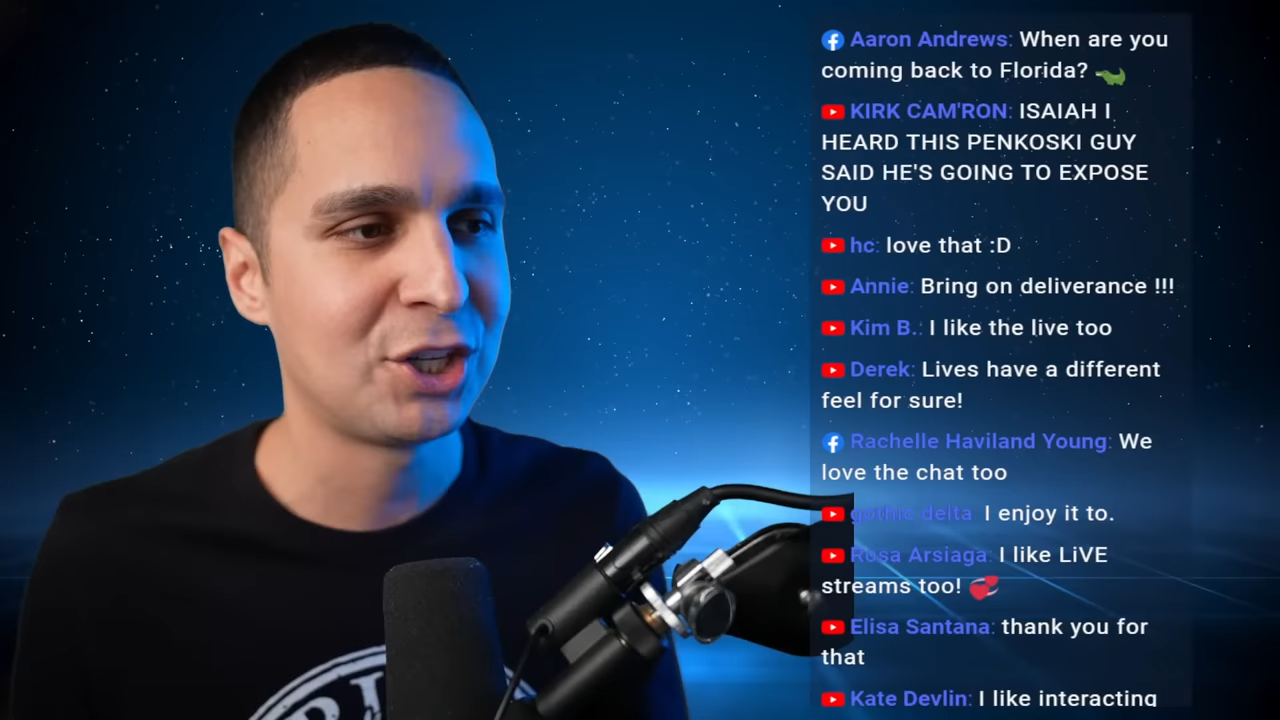 Aaron Andrews: When are you
coming back to Florida?
KIRK CAM'RON: ISAIAH I
HEARD THIS PENKOSKI GUY
SAID HE'S GOING TO EXPOSE
YOU
hc: love that :D
Annie: Bring on deliverance !!!
Kim B.: I like the live too
Derek: Lives have a different
feel for sure!
Rachelle Haviland Young: We
love the chat too
gothic delta: I enjoy it to.
Rosa Arsiaga: I like LiVE
streams too!
Elisa Santana: thank you for
that
Kate Devlin: I like interacting